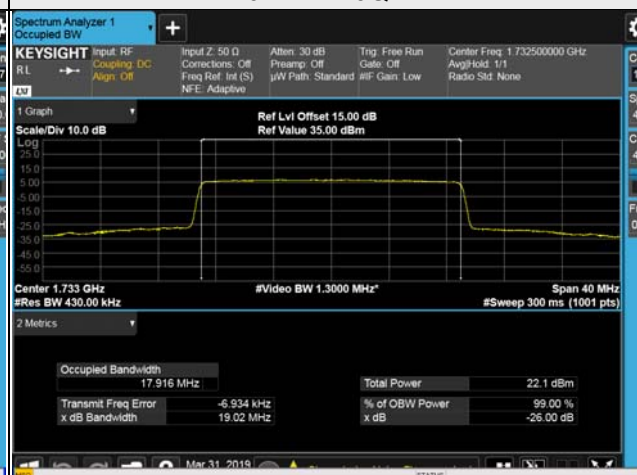 Spectrum Analyzer 1
Occupied BW
KEYSIGHT Input: RF Input Z: 50 Ω Atten: 30 dB Trig: Free Run Center Freq: 1.732500000 GHz
RL Coupling: DC Corrections: Off Preamp: Off Gate: Off Avg|Hold: 1/1
Align: Off Freq Ref: Int (S) µW Path: Standard #IF Gain: Low Radio Std: None
LXI NFE: Adaptive
1 Graph
Ref Lvl Offset 15.00 dB
Scale/Div 10.0 dB Ref Value 35.00 dBm
Log
25.0
15.0
5.00
-5.00
-15.0
-25.0
-35.0
-45.0
-55.0
Center 1.733 GHz #Video BW 1.3000 MHz* Span 40 MHz
#Res BW 430.00 kHz #Sweep 300 ms (1001 pts)
2 Metrics
Occupied Bandwidth
17.916 MHz Total Power 22.1 dBm
Transmit Freq Error -6.934 kHz % of OBW Power 99.00 %
x dB Bandwidth 19.02 MHz x dB -26.00 dB
Mar 31, 2019
STATUS